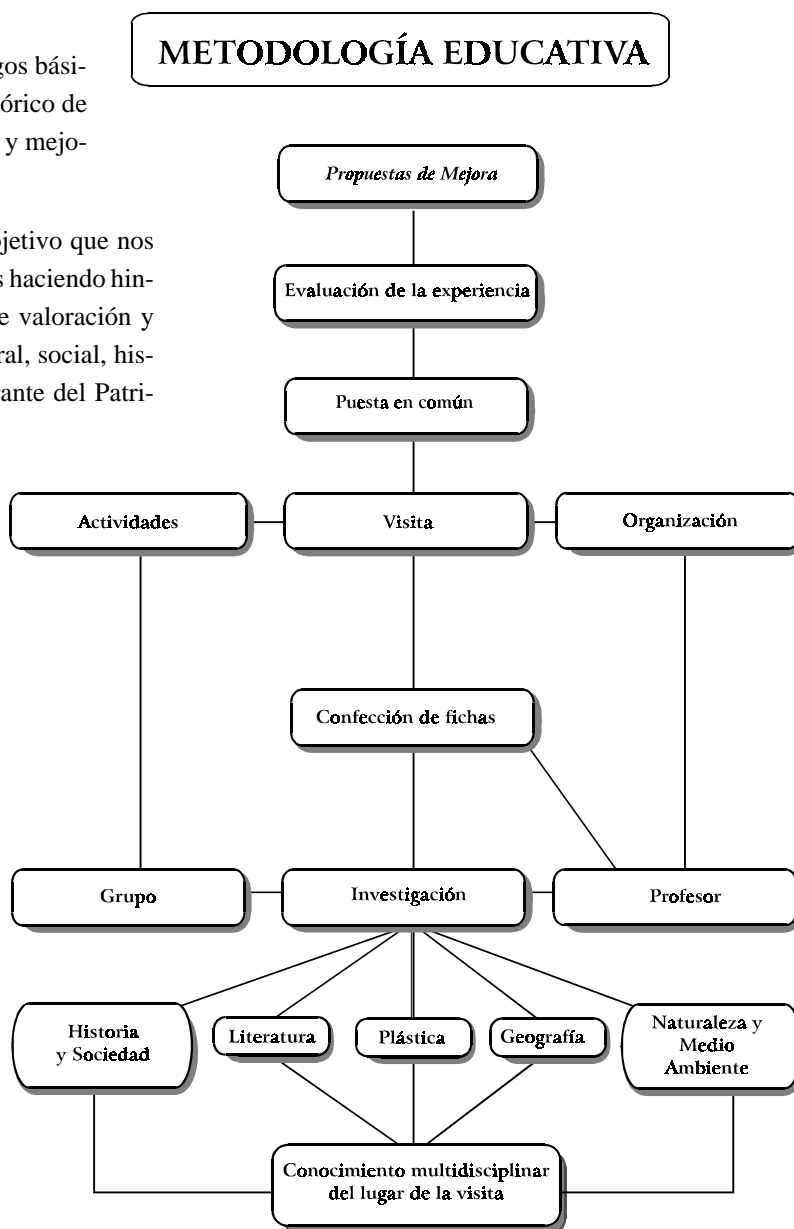 METODOLOGÍA EDUCATIVA
gos bási-
órico de
y mejo-
jetivo que nos
s haciendo hin-
e valoración y
ral, social, his-
rante del Patri-
Propuestas de Mejora
Evaluación de la experiencia
Puesta en común
Actividades
Visita
Organización
Confección de fichas
Grupo
Investigación
Profesor
Historia
y Sociedad
Literatura
Plástica
Geografía
Naturaleza y
Medio
Ambiente
Conocimiento multidisciplinar
del lugar de la visita